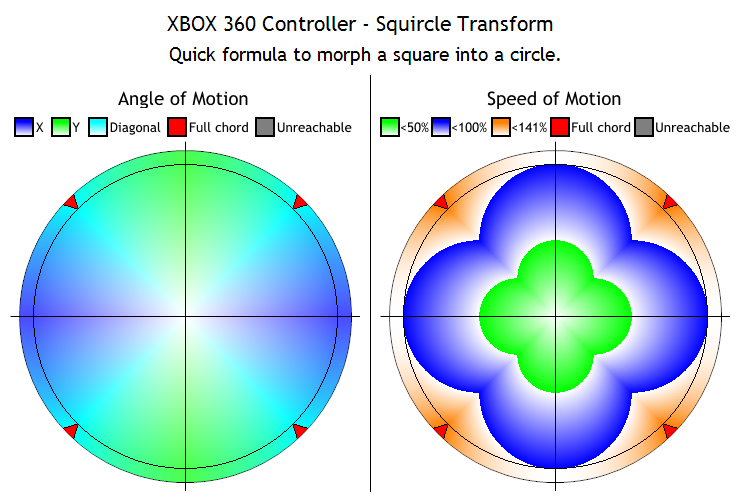 XBOX 360 Controller - Squircle Transform
Quick formula to morph a square into a circle.
Angle of Motion
X Y Diagonal Full chord Unreachable
Speed of Motion
<50% <100% <141% Full chord Unreachable